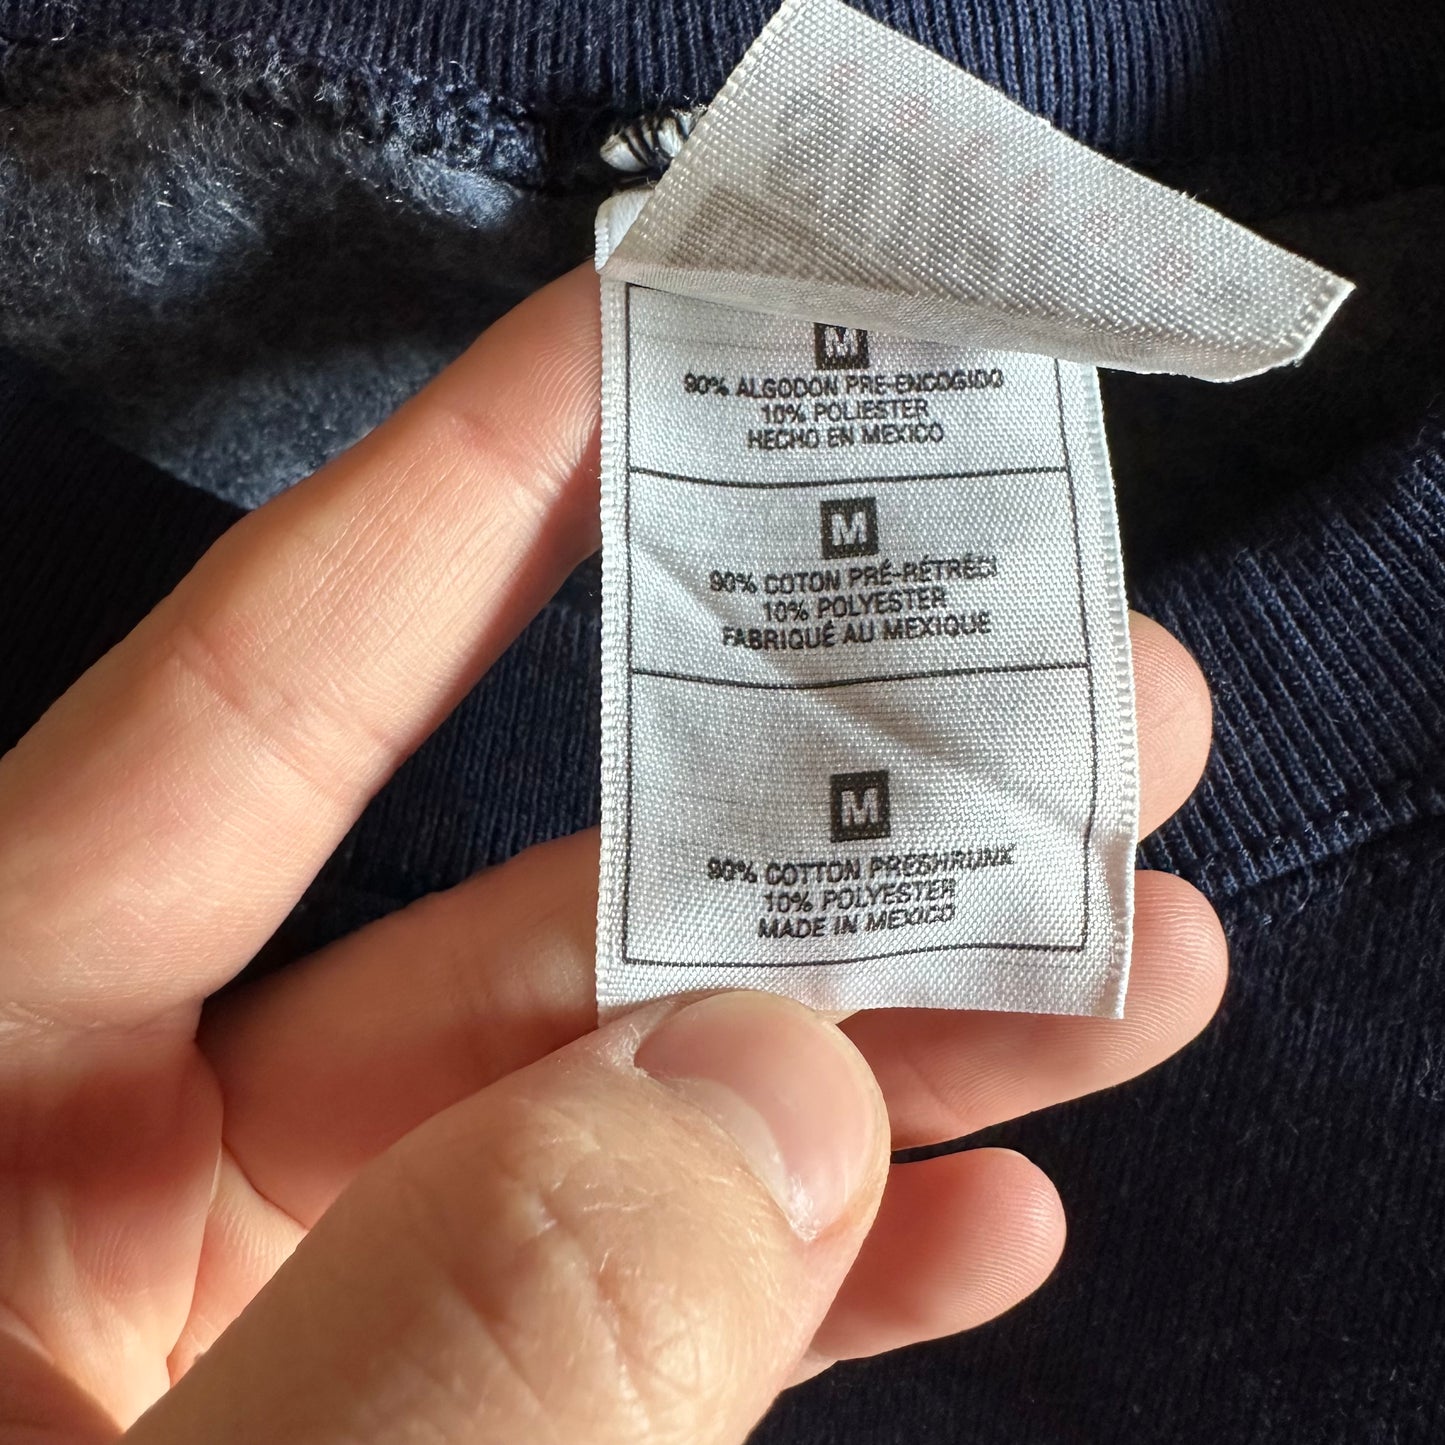 M
90% ALGODON PRE-ENCOGIDO
10% POLIESTER
HECHO EN MEXICO
M
90% COTON PRÉ-RÉTRÉCI
10% POLYESTER
FABRIQUÉ AU MEXIQUE
M
90% COTTON PRESHRUNK
10% POLYESTER
MADE IN MEXICO